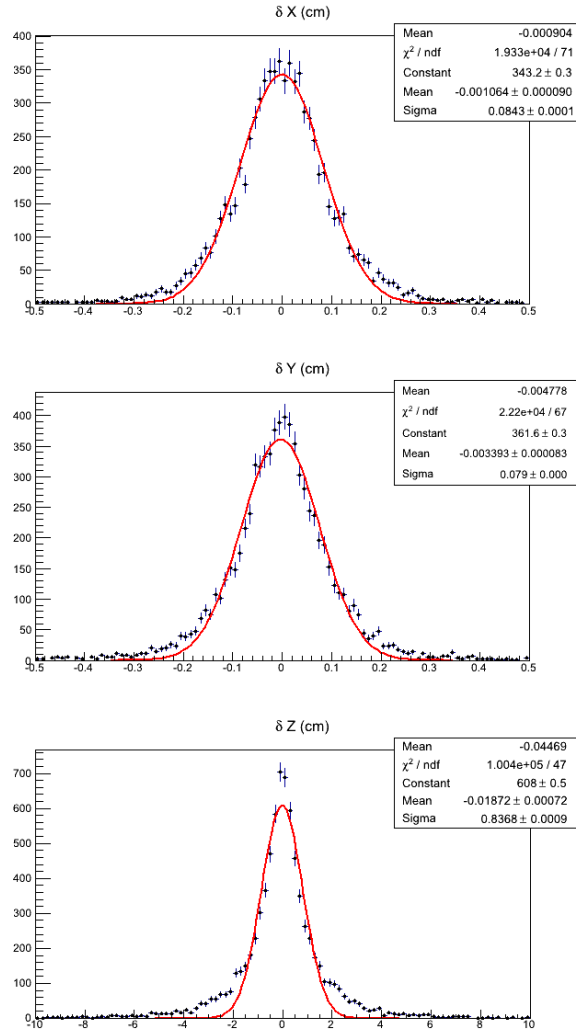 δ X (cm)
Mean -0.000904
χ² / ndf 1.933e+04 / 71
Constant 343.2 ± 0.3
Mean -0.001064 ± 0.000090
Sigma 0.0843 ± 0.0001
400
350
300
250
200
150
100
50
0
-0.5 -0.4 -0.3 -0.2 -0.1 0 0.1 0.2 0.3 0.4 0.5
δ Y (cm)
Mean -0.004778
χ² / ndf 2.22e+04 / 67
Constant 361.6 ± 0.3
Mean -0.003393 ± 0.000083
Sigma 0.079 ± 0.000
400
350
300
250
200
150
100
50
0
-0.5 -0.4 -0.3 -0.2 -0.1 0 0.1 0.2 0.3 0.4 0.5
δ Z (cm)
Mean -0.04469
χ² / ndf 1.004e+05 / 47
Constant 608 ± 0.5
Mean -0.01872 ± 0.00072
Sigma 0.8368 ± 0.0009
700
600
500
400
300
200
100
0
-10 -8 -6 -4 -2 0 2 4 6 8 10